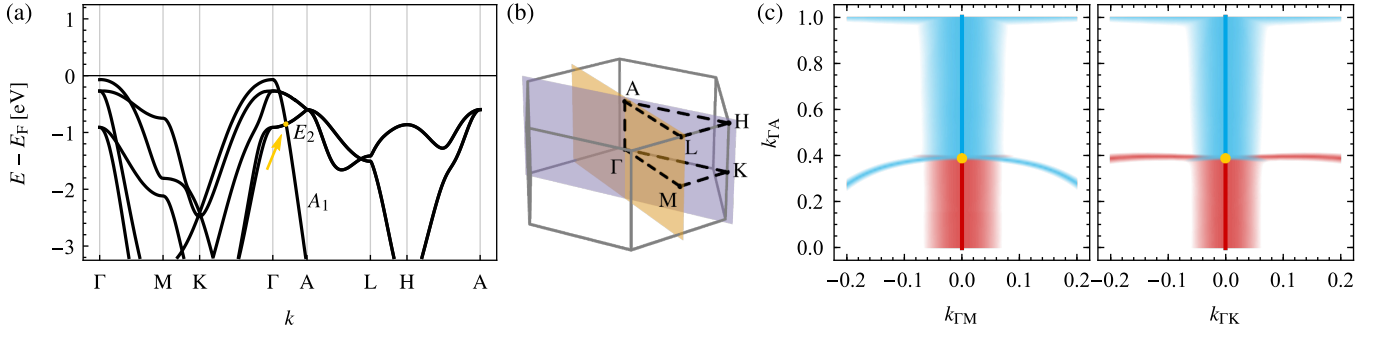 (a)
1
0
−1
−2
−3
E − E_F [eV]
E₂
A₁
Γ M K Γ A L H A
k
(b)
A
H
L
Γ
K
M
(c)
1.0
0.8
0.6
0.4
0.2
0.0
k_ΓA
−0.2 −0.1 0.0 0.1 0.2
k_ΓM
−0.2 −0.1 0.0 0.1 0.2
k_ΓK